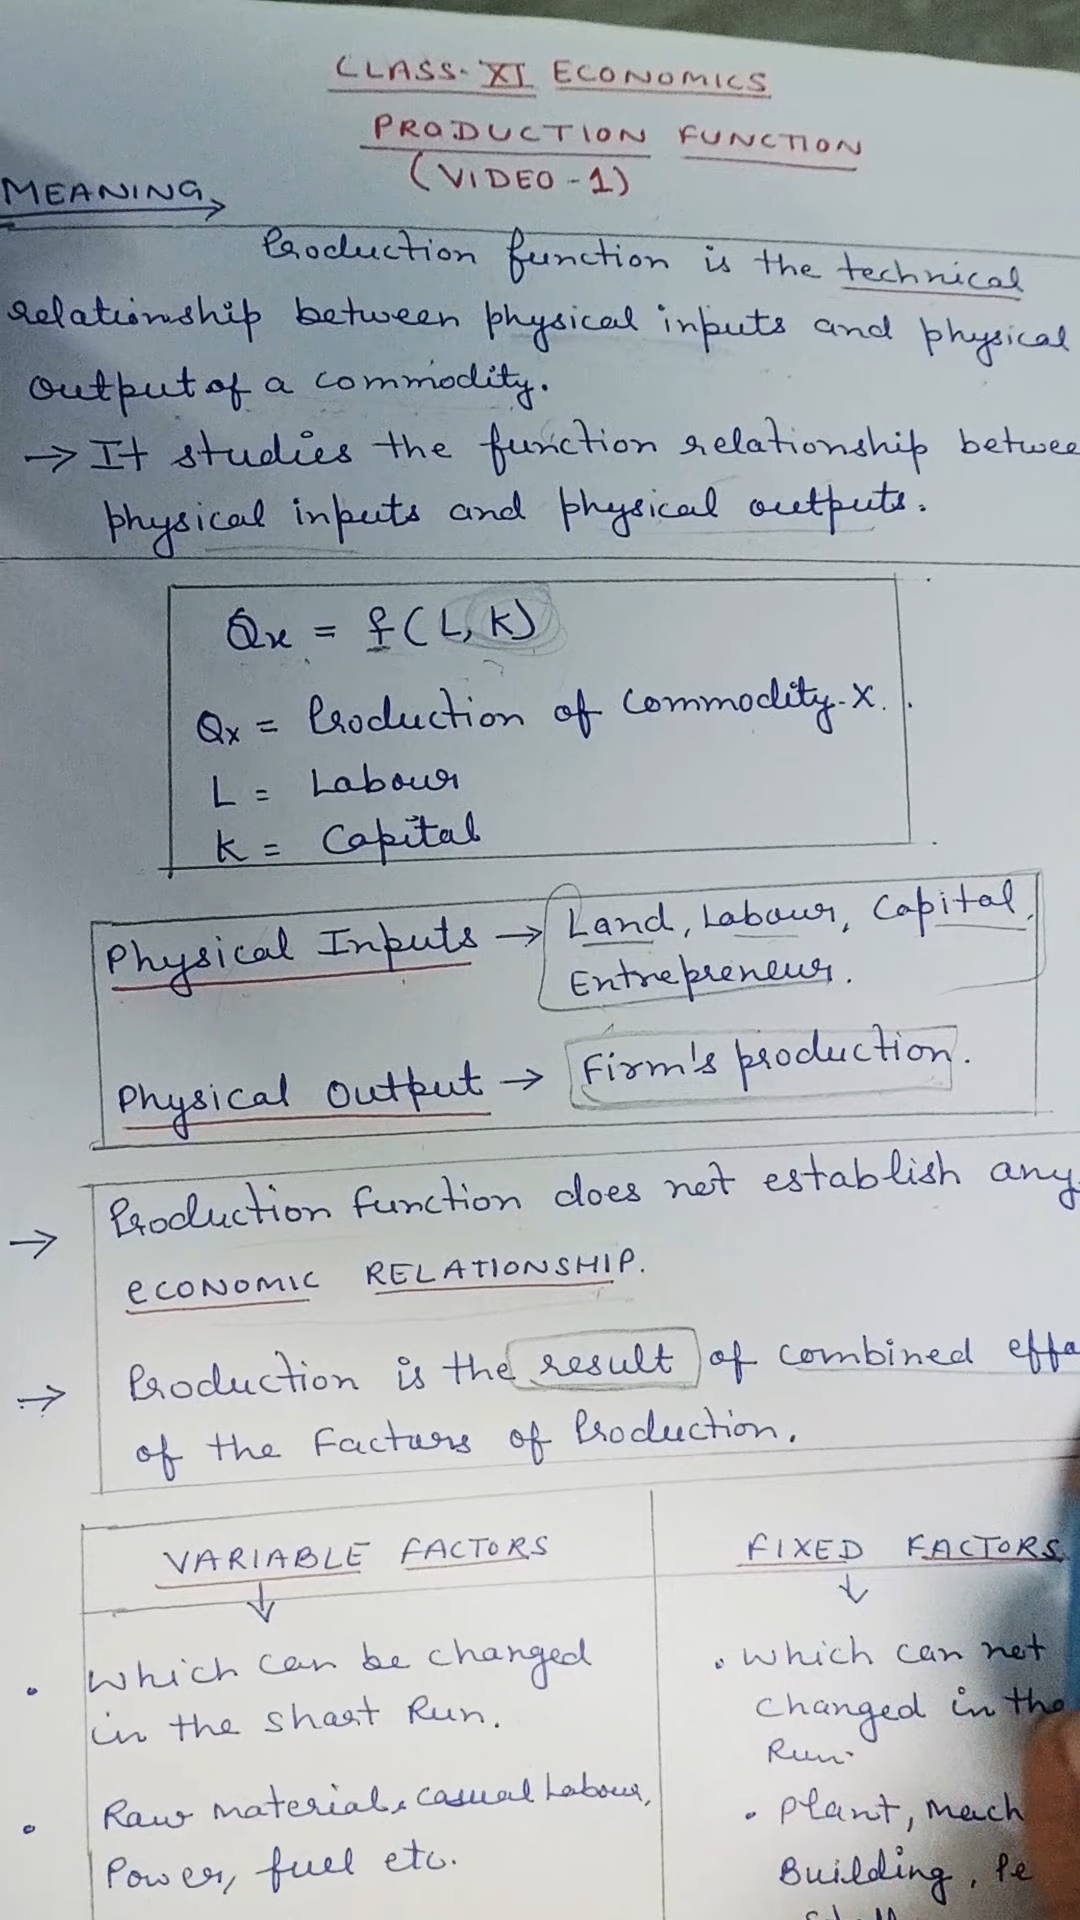 CLASS-XI ECONOMICS
PRODUCTION FUNCTION
(VIDEO-1)
MEANING
Production function is the technical
relationship between physical inputs and physical
output of a commodity.
→ It studies the function relationship betwee
physical inputs and physical outputs.
Qx = f(L, K)
Qx = Production of Commodity-X.
L = Labour
K = Capital
Physical Inputs → Land, Labour, Capital,
Entrepreneur.
Physical Output → Firm's production.
→ Production function does not establish any
eCONOMIC RELATIONSHIP.
→ Production is the result of combined
of the Factors of Production.
VARIABLE FACTORS
↓
• Which can be changed
in the short Run.
• Raw material, casual Labour,
Power, fuel etc.
FIXED FACTORS
↓
• Which can not
changed in the
Run.
• Plant, Mach
Building, Pe